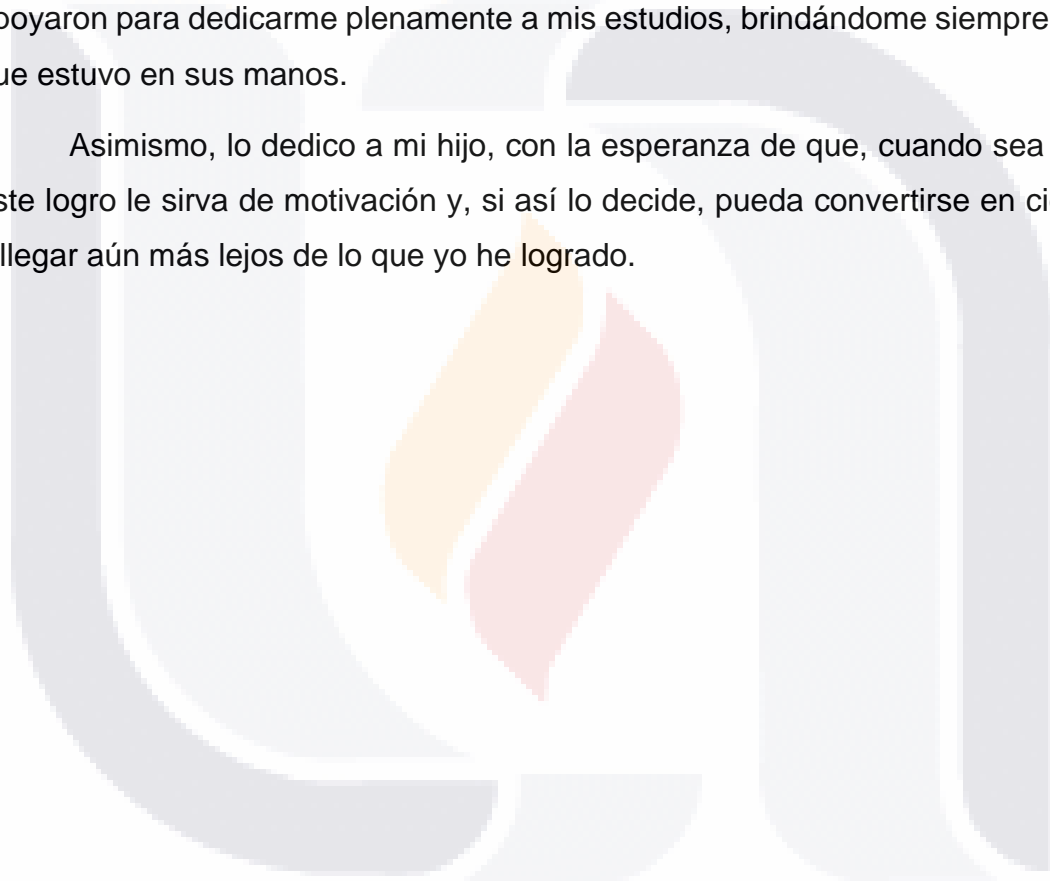 poyaron para dedicarme plenamente a mis estudios, brindándome siempre
ue estuvo en sus manos.
Asimismo, lo dedico a mi hijo, con la esperanza de que, cuando sea
ste logro le sirva de motivación y, si así lo decide, pueda convertirse en ci
llegar aún más lejos de lo que yo he logrado.